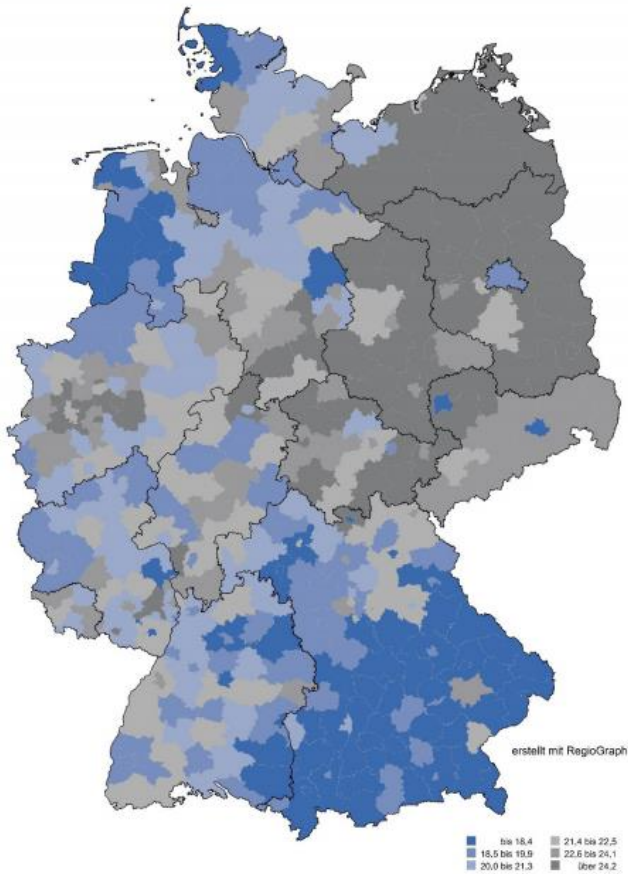 erstellt mit RegioGraph
bis 18,4
18,5 bis 19,9
20,0 bis 21,3
21,4 bis 22,5
22,6 bis 24,1
über 24,2